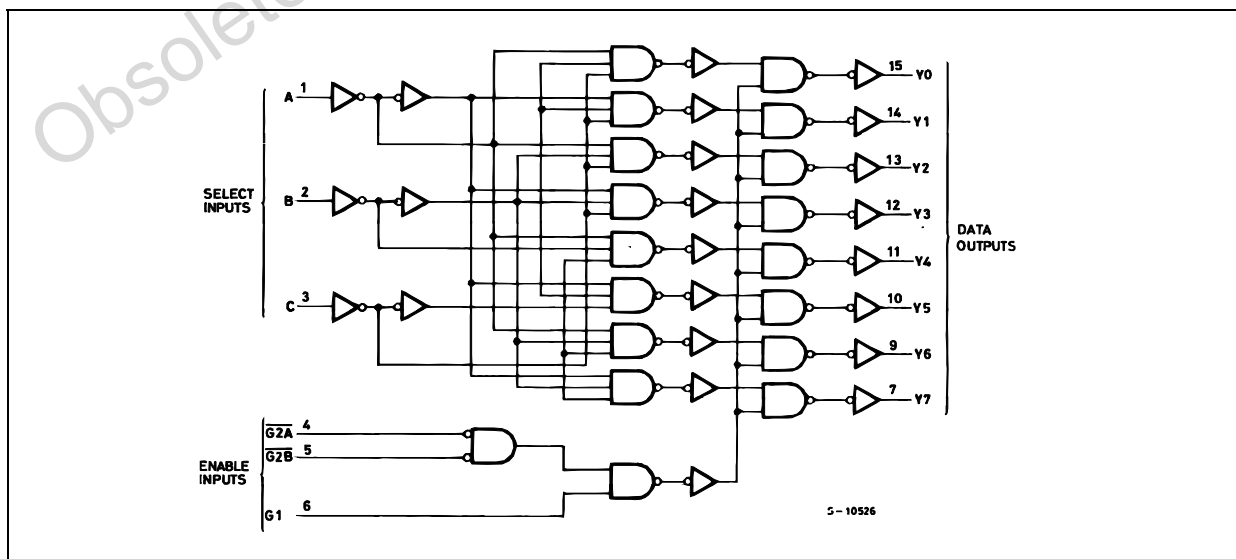 Obsolete
SELECT INPUTS
A 1
B 2
C 3
ENABLE INPUTS
G2A 4
G2B 5
G1 6
15 Y0
14 Y1
13 Y2
12 Y3
11 Y4
10 Y5
9 Y6
7 Y7
DATA OUTPUTS
S-10526